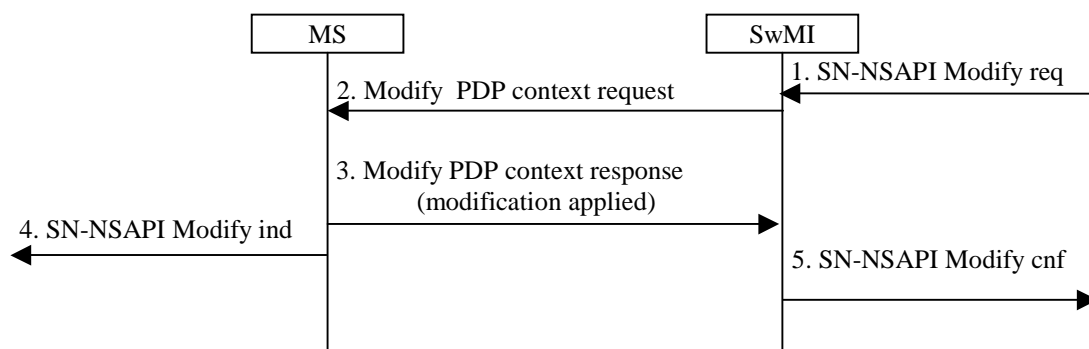 MS
SwMI
1. SN-NSAPI Modify req
2. Modify PDP context request
3. Modify PDP context response
(modification applied)
4. SN-NSAPI Modify ind
5. SN-NSAPI Modify cnf